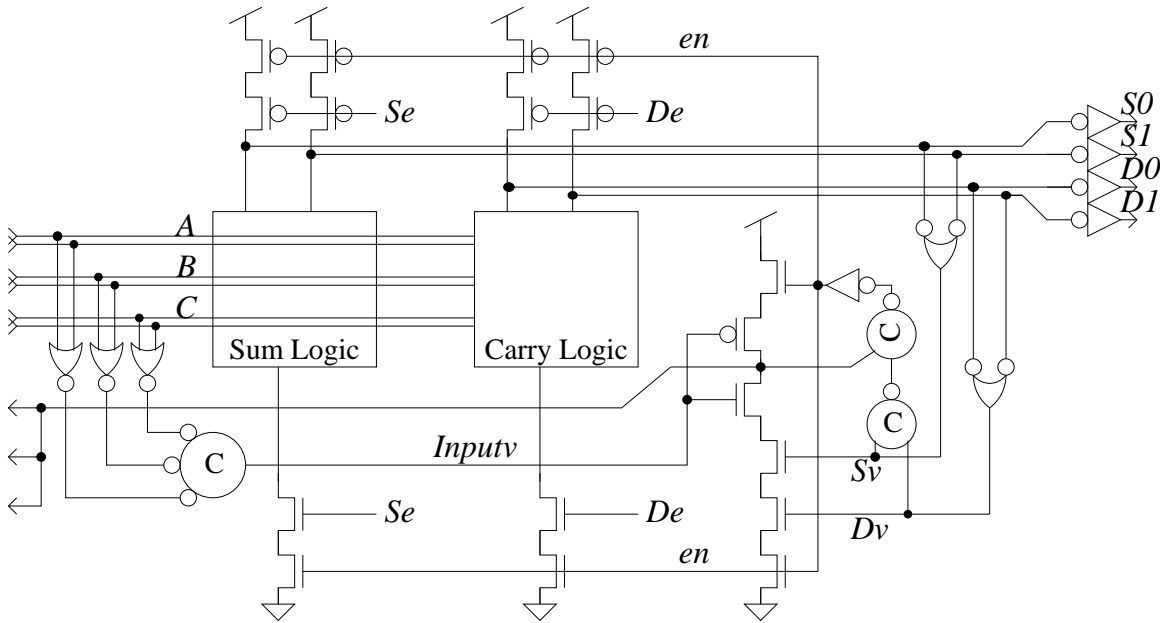 en
Se
De
S0
S1
D0
D1
A
B
C
Sum Logic
Carry Logic
C
C
C
Inputv
Sv
Dv
Se
De
en